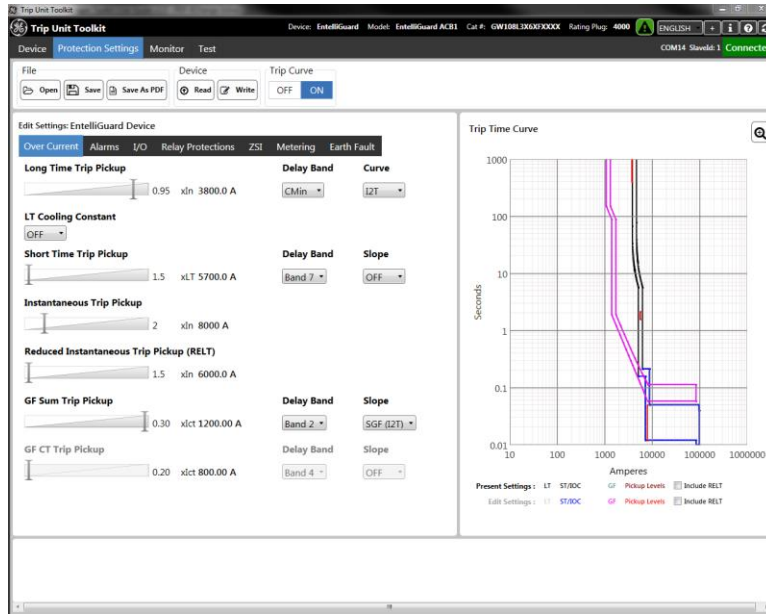 Trip Unit Toolkit
Trip Unit Toolkit Device: EntelliGuard Model: EntelliGuard ACB1 Cat #: GW108L3X6XFXXXX Rating Plug: 4000 ENGLISH + i ?
Device Protection Settings Monitor Test COM14 SlaveId: 1 Connecte
File Device Trip Curve
Open Save Save As PDF Read Write OFF ON
Edit Settings: EntelliGuard Device
Over Current Alarms I/O Relay Protections ZSI Metering Earth Fault
Long Time Trip Pickup Delay Band Curve
0.95 xIn 3800.0 A CMin I2T
LT Cooling Constant
OFF
Short Time Trip Pickup Delay Band Slope
1.5 xLT 5700.0 A Band 7 OFF
Instantaneous Trip Pickup
2 xIn 8000 A
Reduced Instantaneous Trip Pickup (RELT)
1.5 xIn 6000.0 A
GF Sum Trip Pickup Delay Band Slope
0.30 xIct 1200.00 A Band 2 SGF (I2T)
GF CT Trip Pickup Delay Band Slope
0.20 xIct 800.00 A Band 4 OFF
Trip Time Curve
1000
100
10
Seconds
1
0.1
0.01
10 100 1000 10000 100000 1000000
Amperes
Present Settings : LT ST/IOC GF Pickup Levels Include RELT
Edit Settings : LT ST/IOC GF Pickup Levels Include RELT